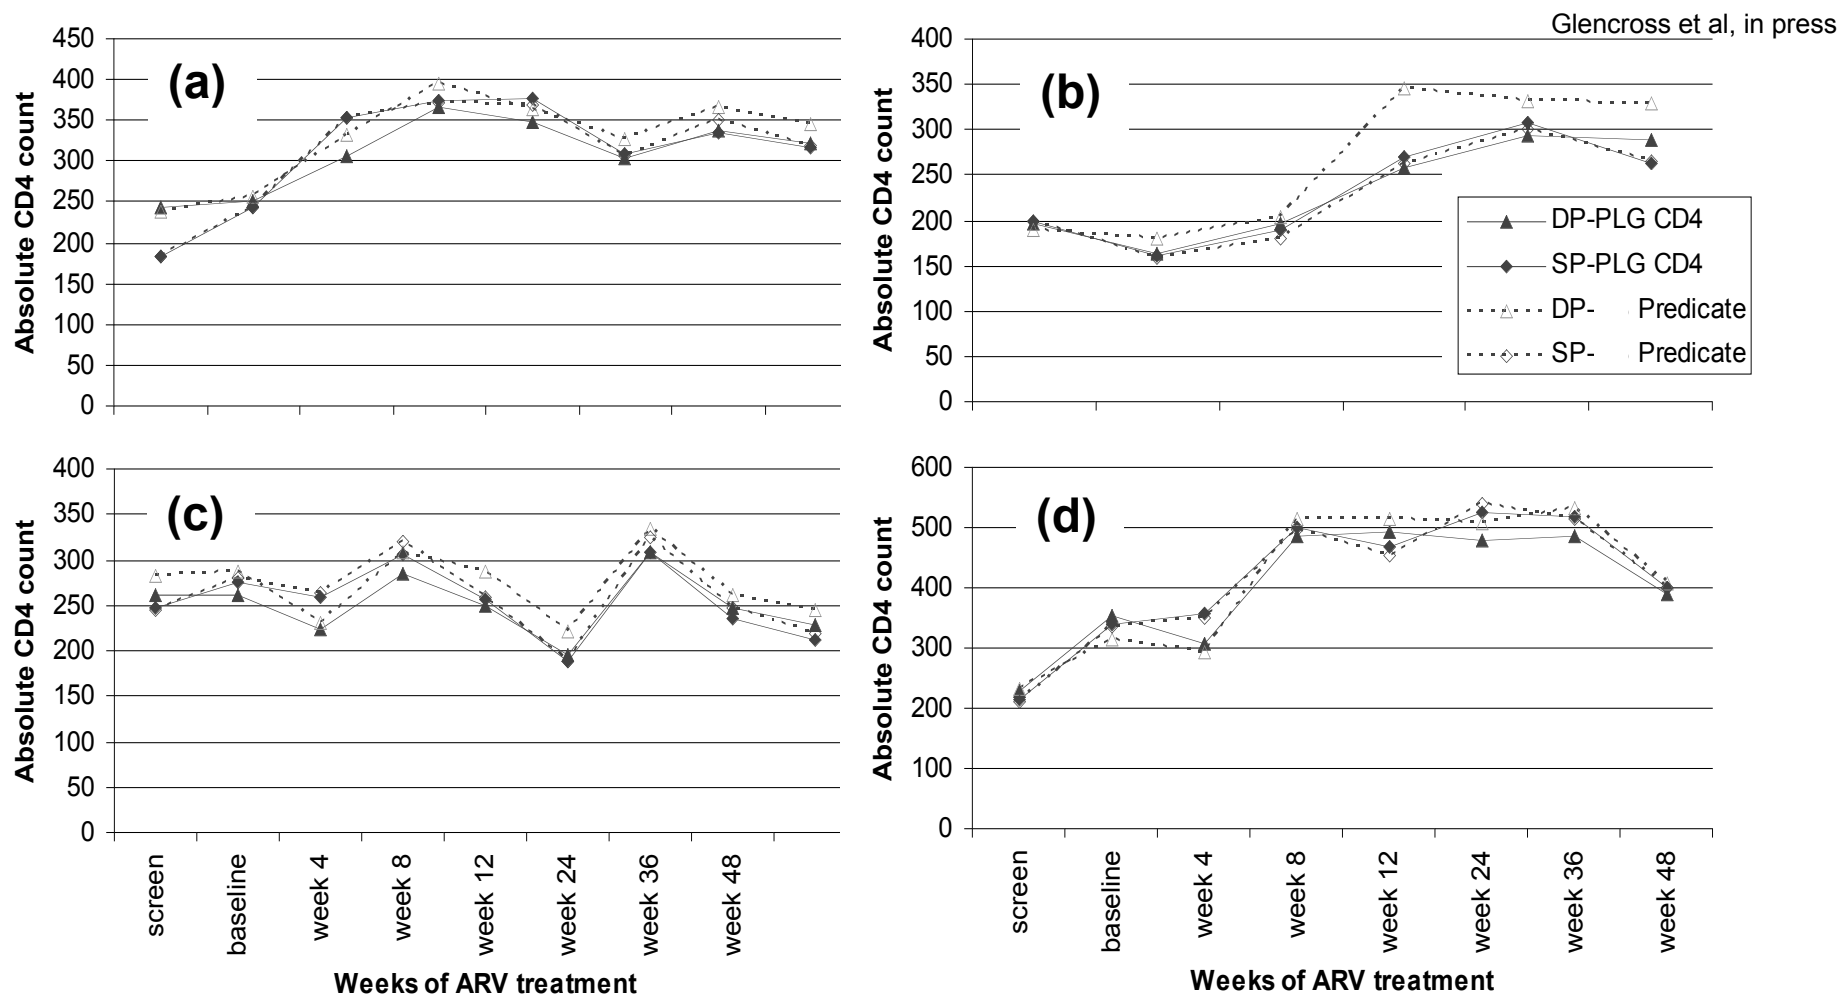 Glencross et al, in press
(a)
Absolute CD4 count
450
400
350
300
250
200
150
100
50
0
(b)
Absolute CD4 count
400
350
300
250
200
150
100
50
0
DP-PLG CD4
SP-PLG CD4
DP- Predicate
SP- Predicate
(c)
Absolute CD4 count
400
350
300
250
200
150
100
50
0
screen
baseline
week 4
week 8
week 12
week 24
week 36
week 48
Weeks of ARV treatment
(d)
Absolute CD4 count
600
500
400
300
200
100
0
screen
baseline
week 4
week 8
week 12
week 24
week 36
week 48
Weeks of ARV treatment